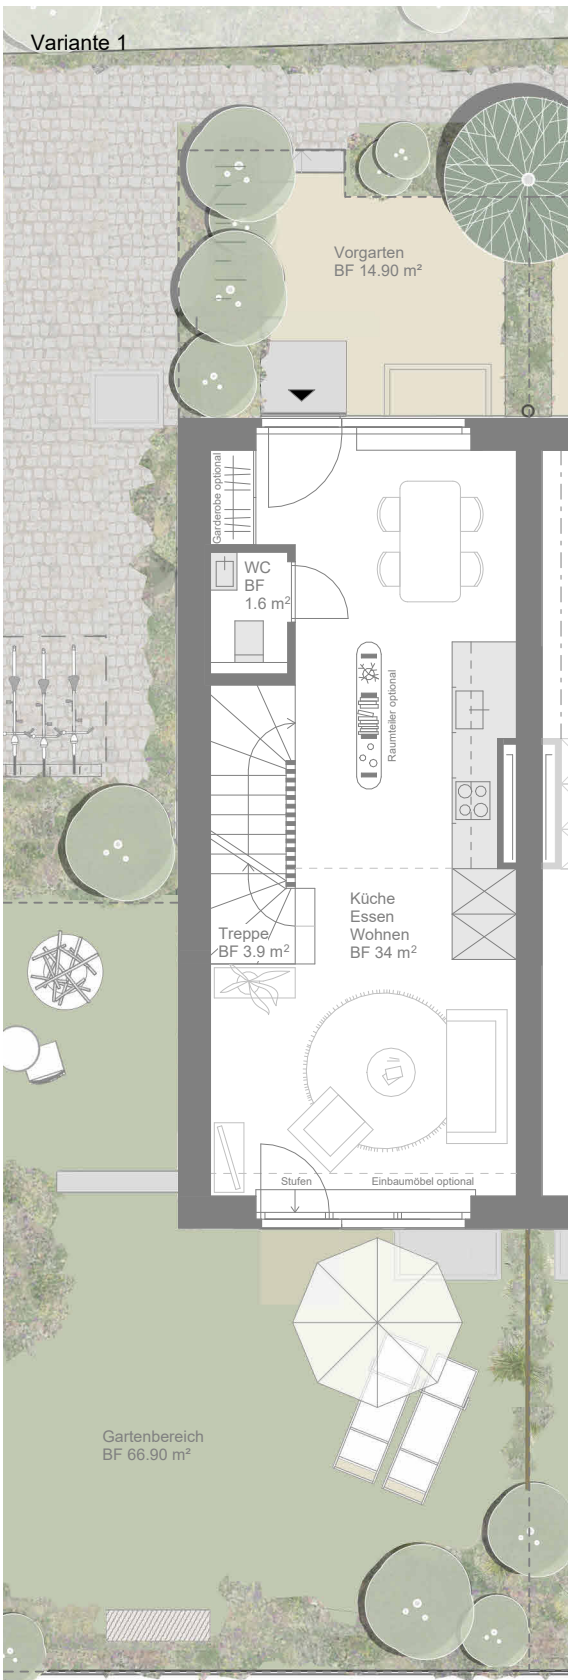 Variante 1
Vorgarten
BF 14.90 m²
Garderobe optional
WC
BF
1.6 m²
Raumteiler optional
Küche
Essen
Wohnen
BF 34 m²
Treppe
BF 3.9 m²
Stufen
Einbaumöbel optional
Gartenbereich
BF 66.90 m²